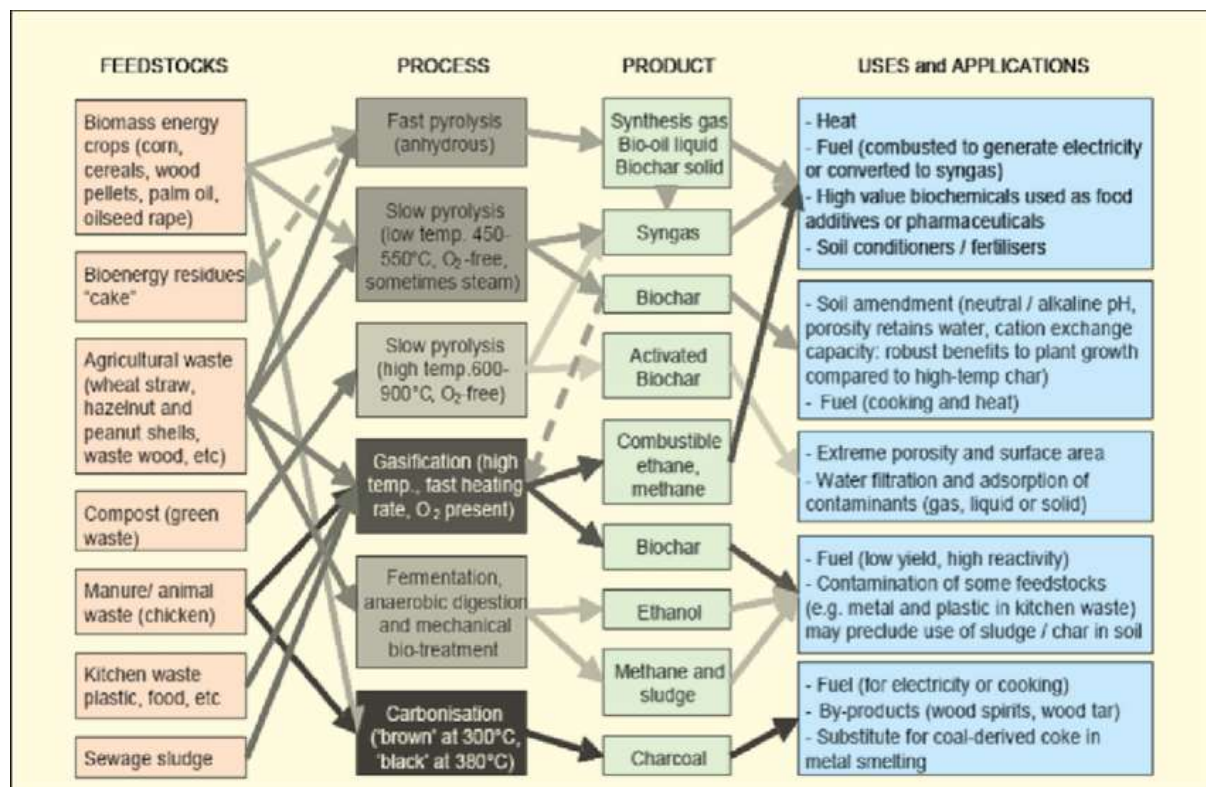 FEEDSTOCKS
PROCESS
PRODUCT
USES and APPLICATIONS
Biomass energy
crops (corn,
cereals, wood
pellets, palm oil,
oilseed rape)
Bioenergy residues
“cake”
Agricultural waste
(wheat straw,
hazelnut and
peanut shells,
waste wood, etc)
Compost (green
waste)
Manure/ animal
waste (chicken)
Kitchen waste
plastic, food, etc
Sewage sludge
Fast pyrolysis
(anhydrous)
Slow pyrolysis
(low temp. 450-
550°C, O₂-free,
sometimes steam)
Slow pyrolysis
(high temp.600-
900°C, O₂-free)
Gasification (high
temp., fast heating
rate, O₂ present)
Fermentation,
anaerobic digestion
and mechanical
bio-treatment
Carbonisation
('brown' at 300°C,
'black' at 380°C)
Synthesis gas
Bio-oil liquid
Biochar solid
Syngas
Biochar
Activated
Biochar
Combustible
ethane,
methane
Biochar
Ethanol
Methane and
sludge
Charcoal
- Heat
- Fuel (combusted to generate electricity
or converted to syngas)
- High value biochemicals used as food
additives or pharmaceuticals
- Soil conditioners / fertilisers
- Soil amendment (neutral / alkaline pH,
porosity retains water, cation exchange
capacity: robust benefits to plant growth
compared to high-temp char)
- Fuel (cooking and heat)
- Extreme porosity and surface area
- Water filtration and adsorption of
contaminants (gas, liquid or solid)
- Fuel (low yield, high reactivity)
- Contamination of some feedstocks
(e.g. metal and plastic in kitchen waste)
may preclude use of sludge / char in soil
- Fuel (for electricity or cooking)
- By-products (wood spirits, wood tar)
- Substitute for coal-derived coke in
metal smelting